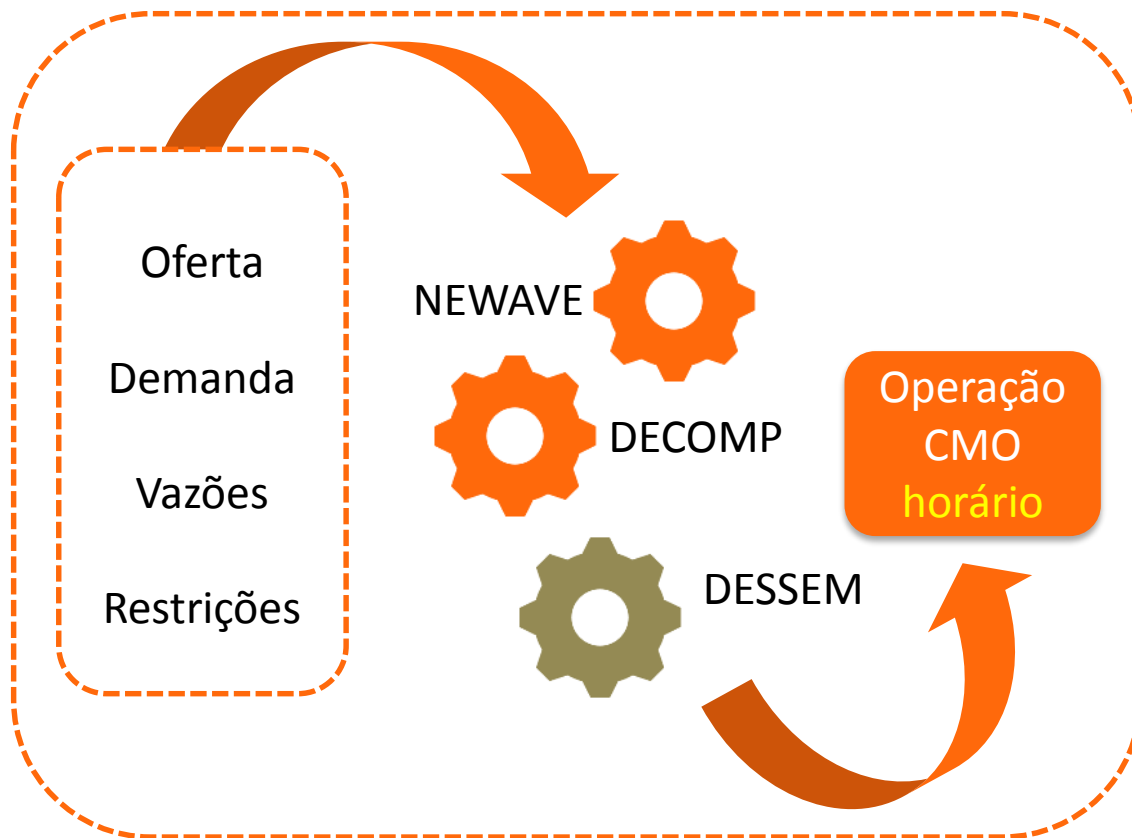 Oferta
Demanda
Vazões
Restrições
NEWAVE
DECOMP
DESSEM
Operação
CMO
horário